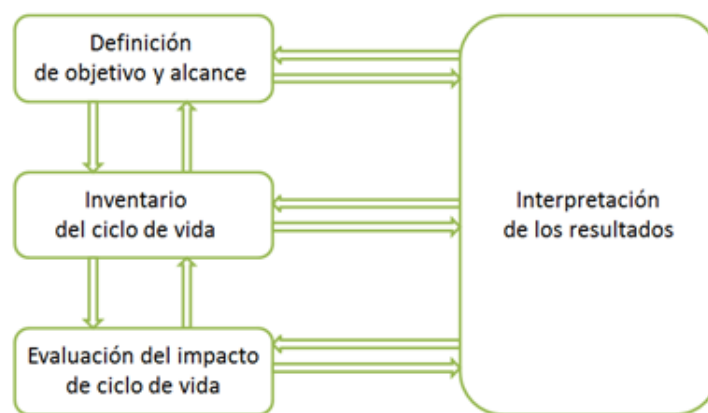 Definición
de objetivo y alcance
Inventario
del ciclo de vida
Evaluación del impacto
de ciclo de vida
Interpretación
de los resultados